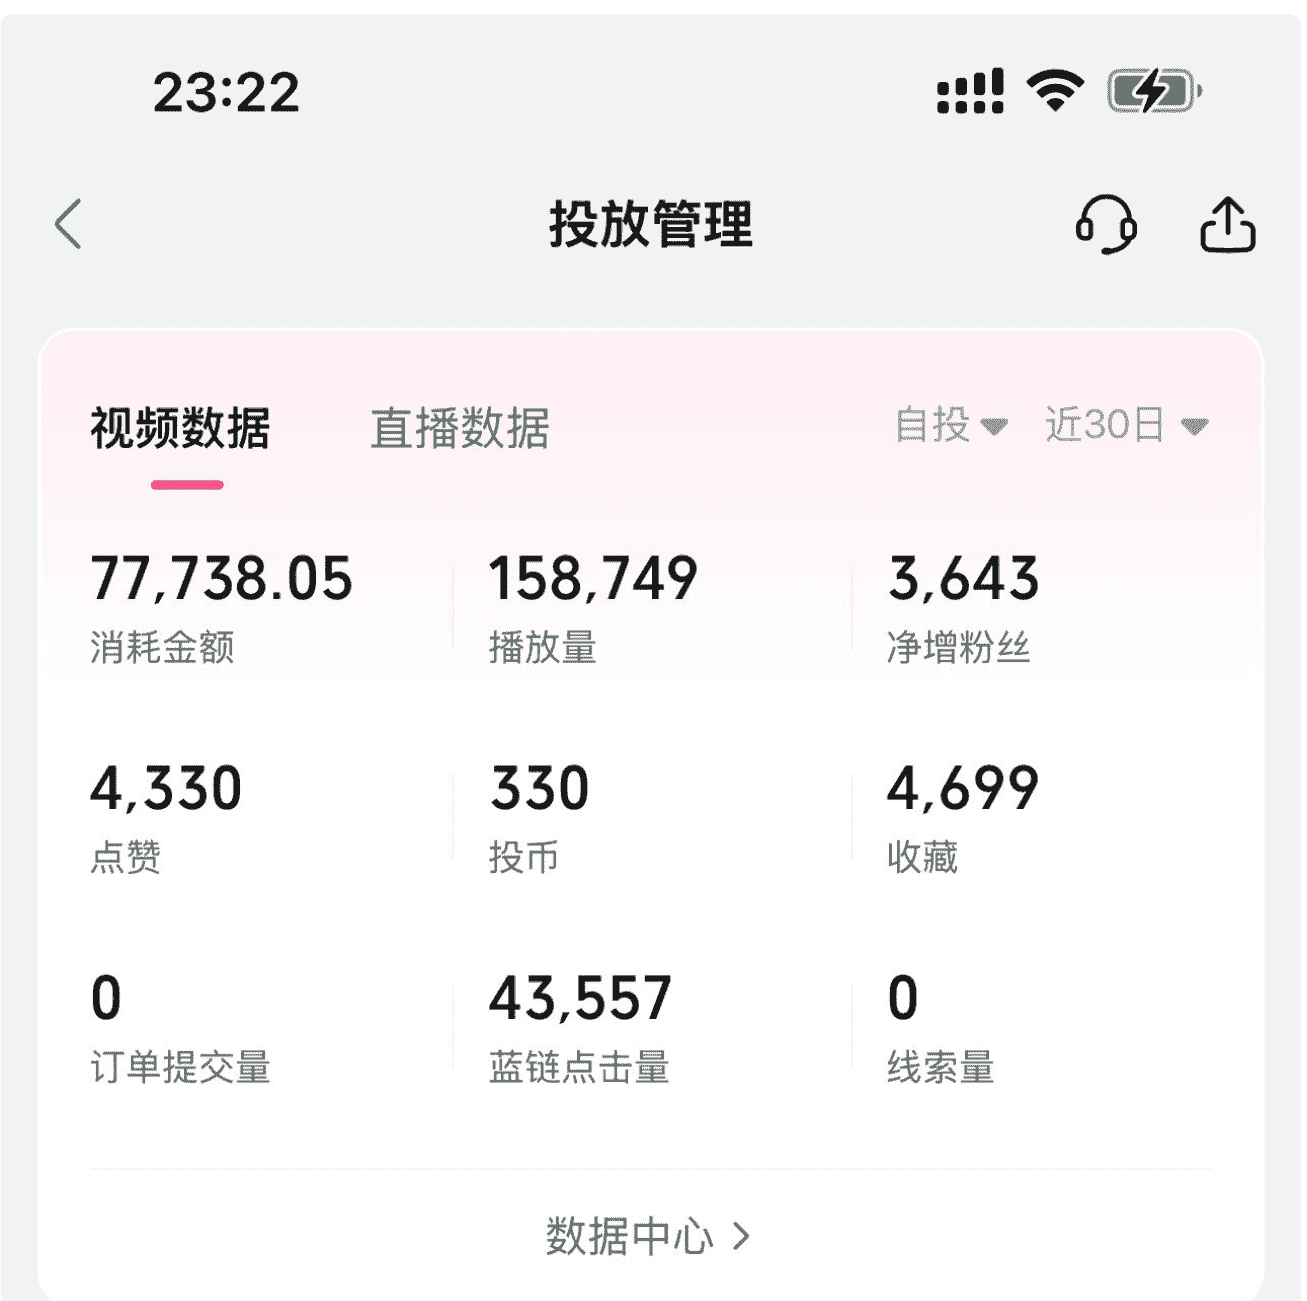 23:22
投放管理
视频数据 直播数据 自投 近30日
77,738.05 158,749 3,643
消耗金额 播放量 净增粉丝
4,330 330 4,699
点赞 投币 收藏
0 43,557 0
订单提交量 蓝链点击量 线索量
数据中心